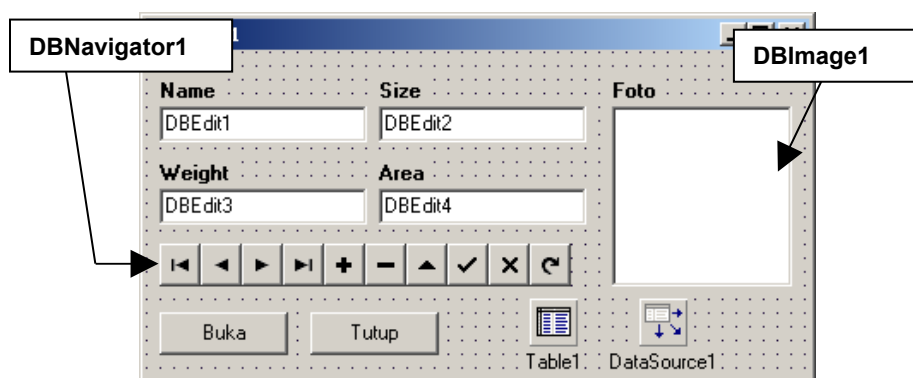 DBNavigator1
DBImage1
Name Size Foto
DBEdit1 DBEdit2
Weight Area
DBEdit3 DBEdit4
Buka Tutup
Table1 DataSource1